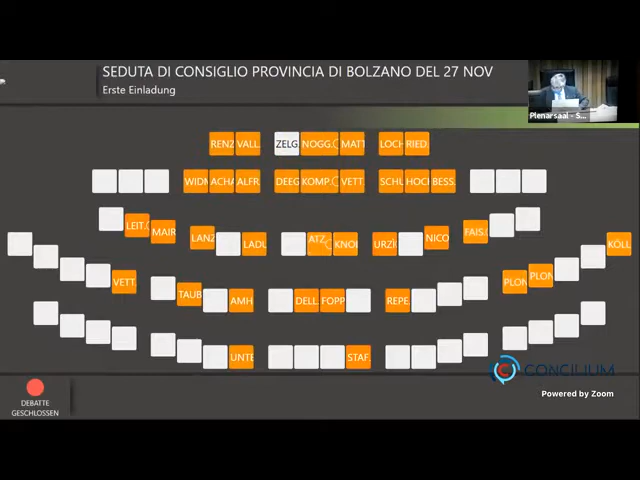 SEDUTA DI CONSIGLIO PROVINCIA DI BOLZANO DEL 27 NOV
Erste Einladung
Plenarsaal - S...
RENZ VALL. ZELG. NOGG. MATT LOCH RIED.
WIDM ACHA ALFR. DEEG KOMP. VETT. SCHU HOCH BESS.
LEIT. MAIR LANZ LADU ATZ. KNOI URZI NICO FAIS. KÖLL
VETT. TAUB AMH DELL. FOPP REPE. PLON PLON
UNTE STAF.
DEBATTE
GESCHLOSSEN
CONCILIUM
Powered by Zoom